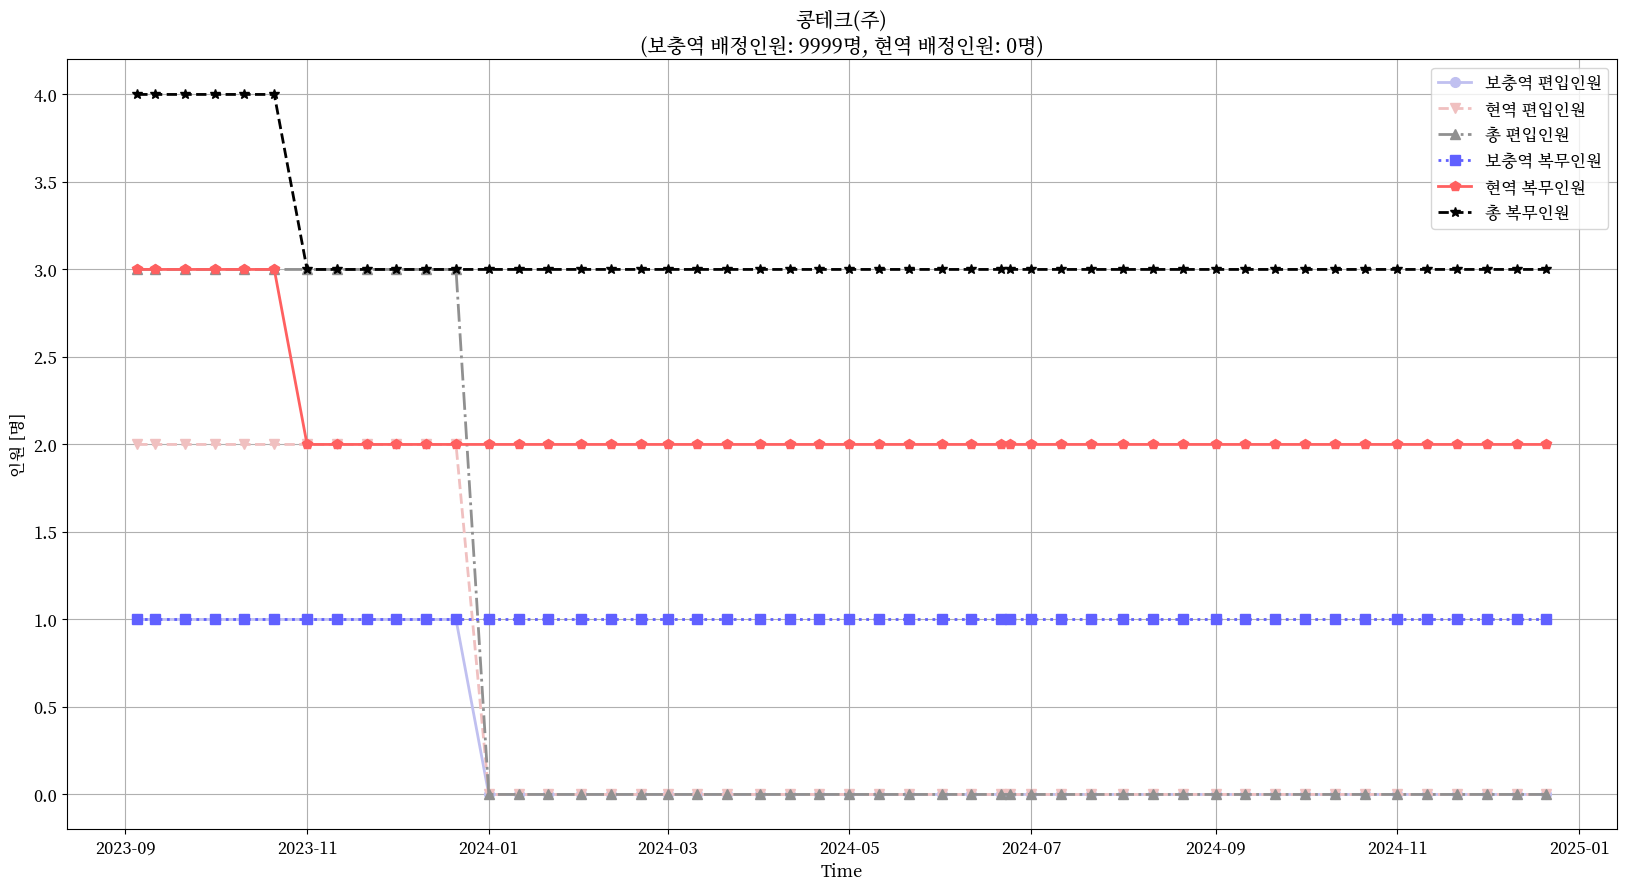 콩테크(주)
(보충역 배정인원: 9999명, 현역 배정인원: 0명)
보충역 편입인원
현역 편입인원
총 편입인원
보충역 복무인원
현역 복무인원
총 복무인원
인원 [명]
4.0
3.5
3.0
2.5
2.0
1.5
1.0
0.5
0.0
2023-09 2023-11 2024-01 2024-03 2024-05 2024-07 2024-09 2024-11 2025-01
Time